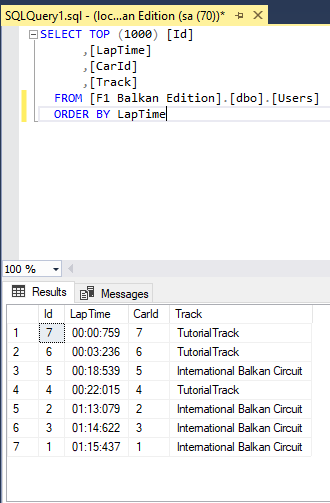 SQLQuery1.sql - (loc...an Edition (sa (70))*
SELECT TOP (1000) [Id]
,[LapTime]
,[CarId]
,[Track]
FROM [F1 Balkan Edition].[dbo].[Users]
ORDER BY LapTime
100 %
Results Messages
Id LapTime CarId Track
1 7 00:00:759 7 TutorialTrack
2 6 00:03:236 6 TutorialTrack
3 5 00:18:539 5 International Balkan Circuit
4 4 00:22:015 4 TutorialTrack
5 2 01:13:079 2 International Balkan Circuit
6 3 01:14:622 3 International Balkan Circuit
7 1 01:15:437 1 International Balkan Circuit